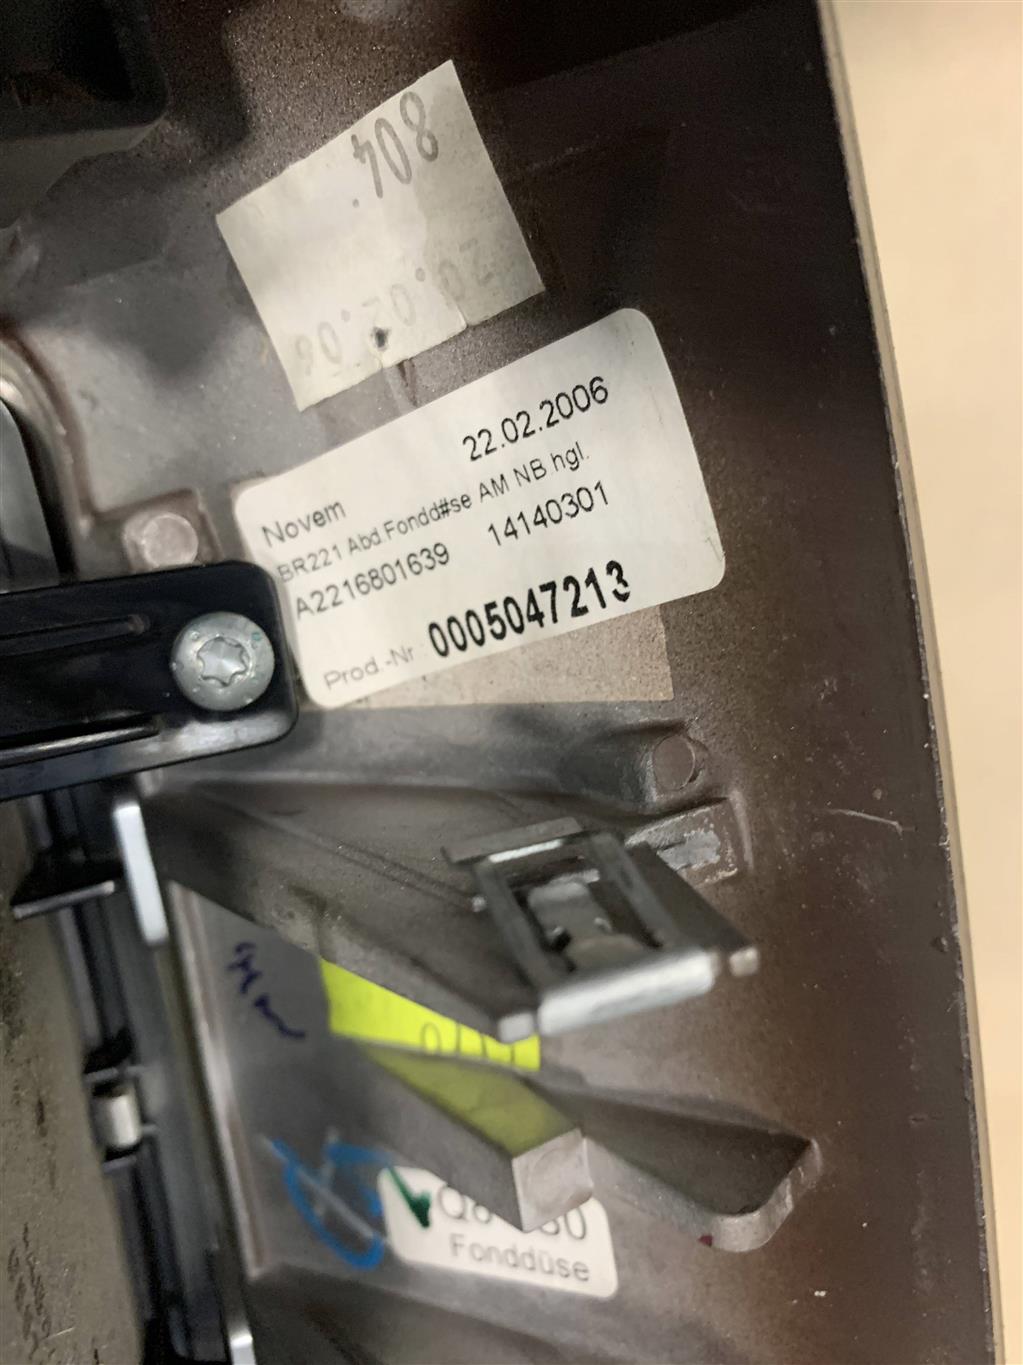 804.
20.02.06
Novem
22.02.2006
BR221 Abd.Fondd#se AM NB hgl.
A2216801639 14140301
Prod.-Nr.: 0005047213
Fonddüse